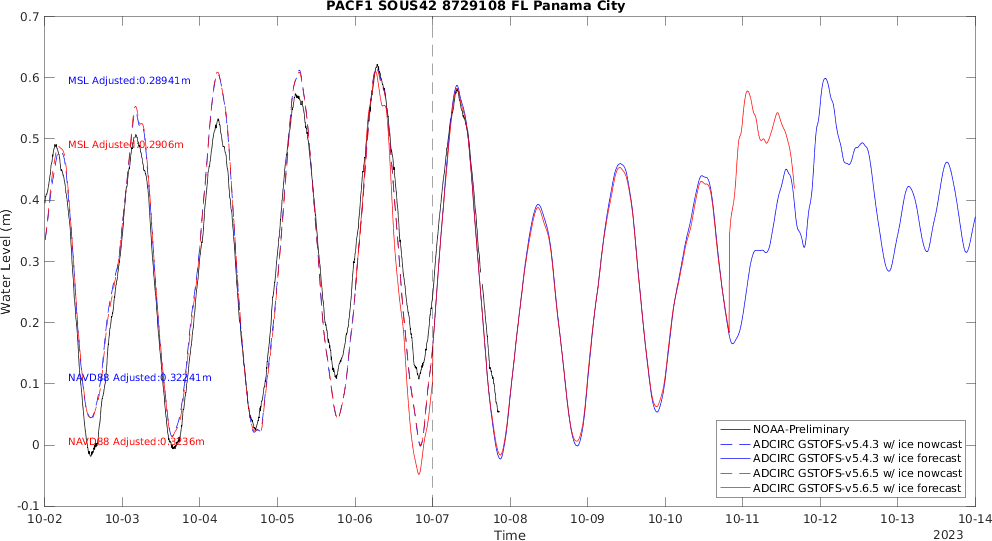 PACF1 SOUS42 8729108 FL Panama City
0.7
0.6
0.5
0.4
0.3
0.2
0.1
0
-0.1
Water Level (m)
MSL Adjusted:0.28941m
MSL Adjusted:0.2906m
NAVD88 Adjusted:0.32241m
NAVD88 Adjusted:0.3236m
NOAA-Preliminary
ADCIRC GSTOFS-v5.4.3 w/ ice nowcast
ADCIRC GSTOFS-v5.4.3 w/ ice forecast
ADCIRC GSTOFS-v5.6.5 w/ ice nowcast
ADCIRC GSTOFS-v5.6.5 w/ ice forecast
10-02 10-03 10-04 10-05 10-06 10-07 10-08 10-09 10-10 10-11 10-12 10-13 10-14
Time
2023